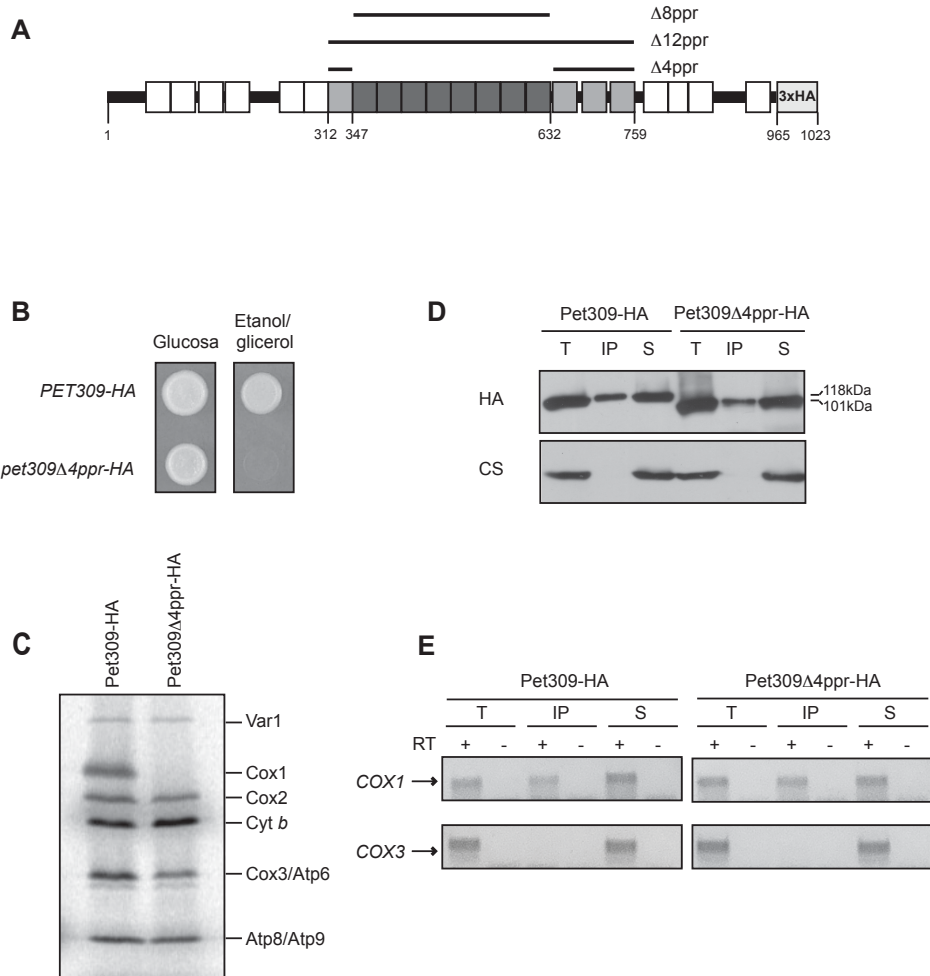 A
Δ8ppr
Δ12ppr
Δ4ppr
3xHA
1 312 347 632 759 965 1023
B
Glucosa Etanol/
glicerol
PET309-HA
pet309Δ4ppr-HA
D
Pet309-HA Pet309Δ4ppr-HA
T IP S T IP S
HA
118kDa
101kDa
CS
C
Pet309-HA
Pet309Δ4ppr-HA
Var1
Cox1
Cox2
Cyt b
Cox3/Atp6
Atp8/Atp9
E
Pet309-HA Pet309Δ4ppr-HA
T IP S T IP S
RT + - + - + - + - + - + -
COX1
COX3